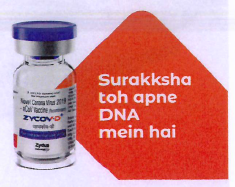 Novel Corona Virus 2019
nCoV Vaccine
ZYCOV-D
Zydus
Surakksha
toh apne
DNA
mein hai